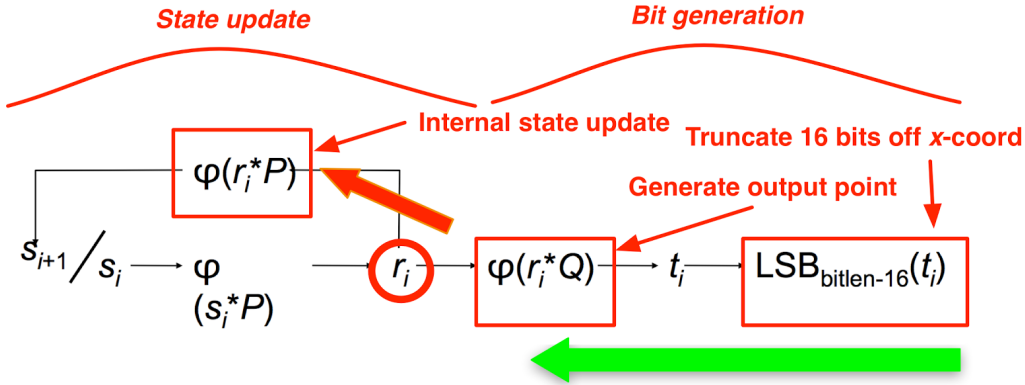 State update
Bit generation
Internal state update
Truncate 16 bits off x-coord
φ(rᵢ*P)
Generate output point
sᵢ₊₁/sᵢ
φ
(sᵢ*P)
rᵢ
φ(rᵢ*Q)
tᵢ
LSB_bitlen-16(tᵢ)